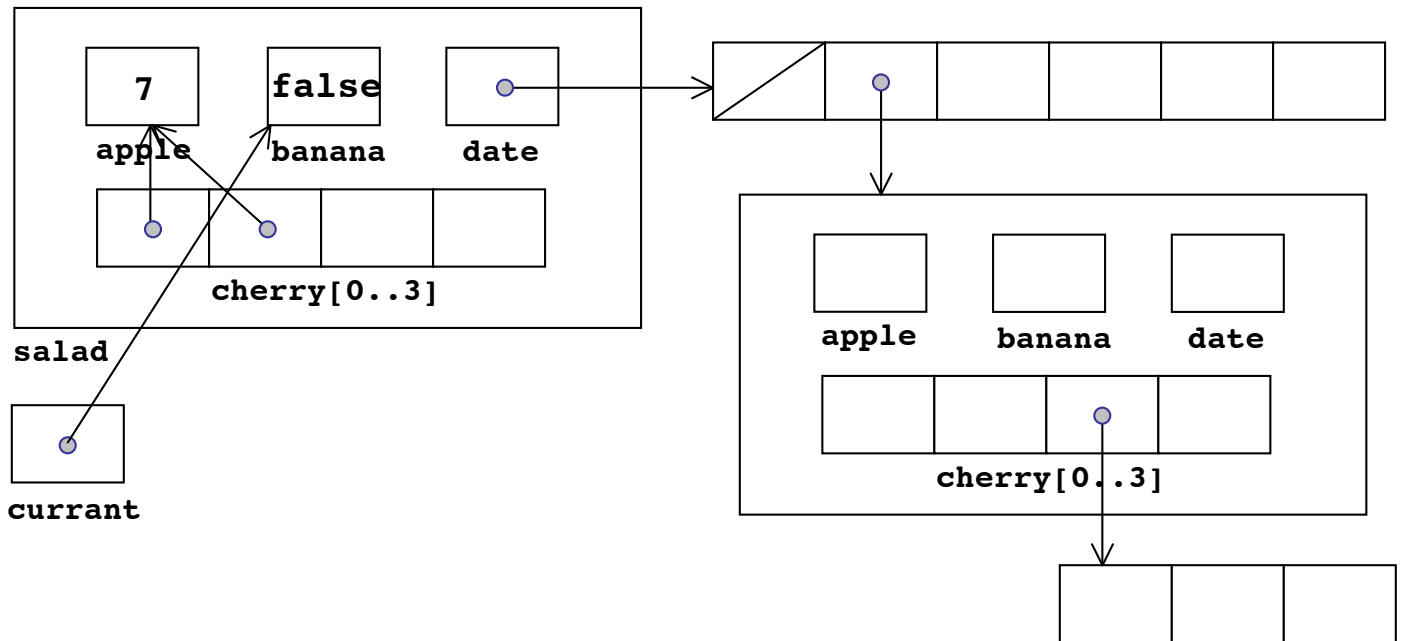 7 false
apple banana date
cherry[0..3]
salad
currant
apple banana date
cherry[0..3]